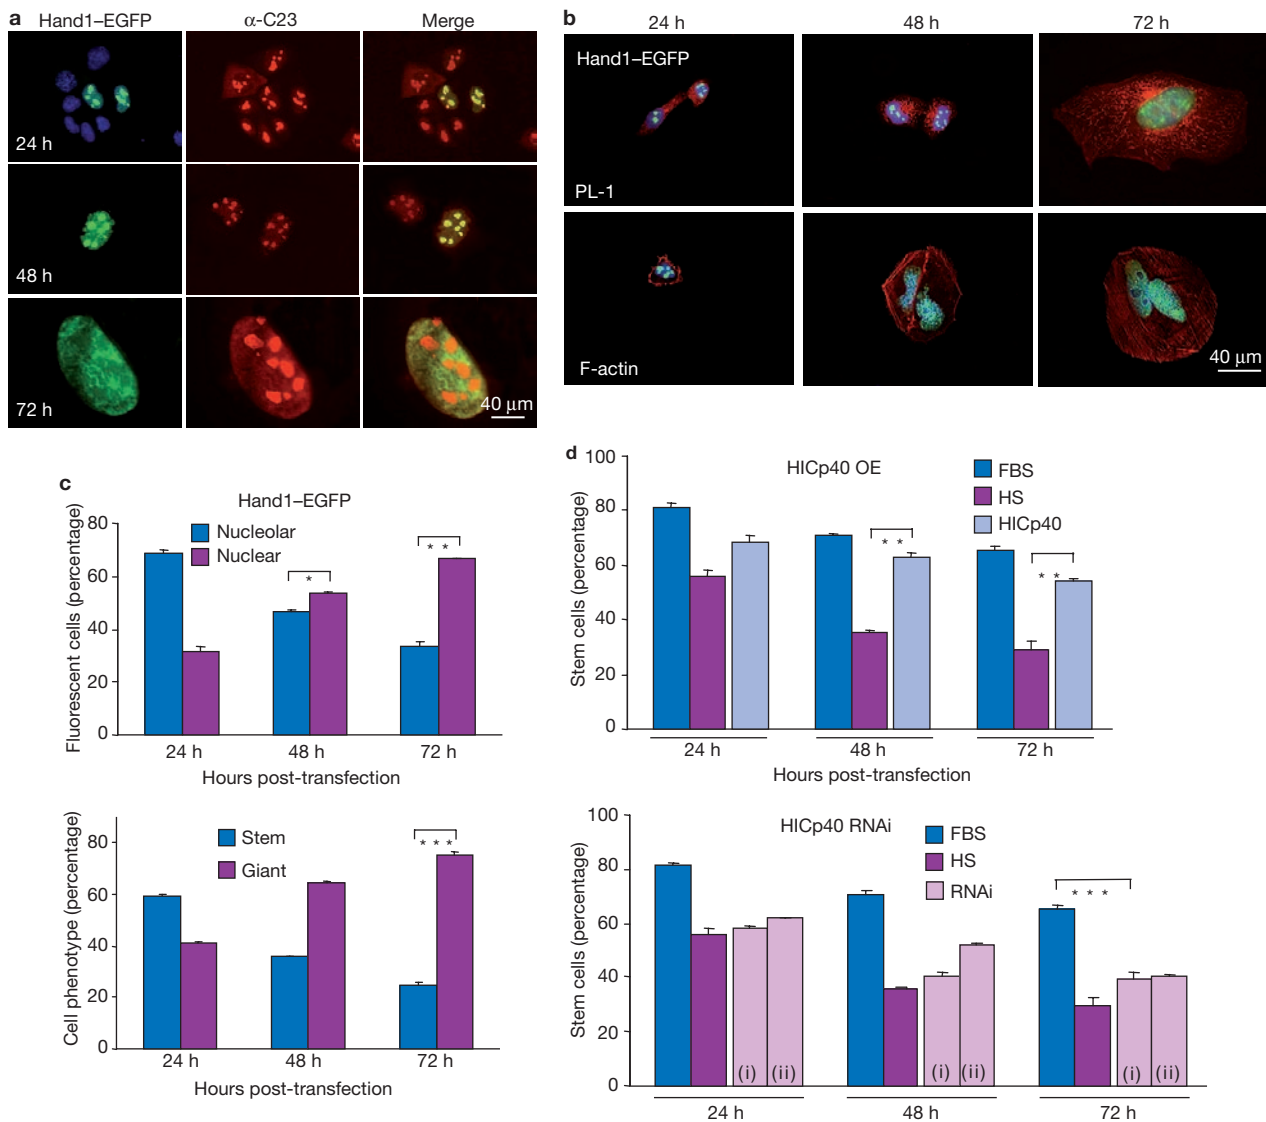 a
Hand1–EGFP
α-C23
Merge
24 h
48 h
72 h
40 μm
b
24 h
48 h
72 h
Hand1–EGFP
PL-1
F-actin
40 μm
c
Hand1–EGFP
Nucleolar
Nuclear
Fluorescent cells (percentage)
80
60
40
20
0
*
* *
24 h
48 h
72 h
Hours post-transfection
Stem
Giant
Cell phenotype (percentage)
80
60
40
20
0
* * *
24 h
48 h
72 h
Hours post-transfection
d
HICp40 OE
FBS
HS
HICp40
Stem cells (percentage)
100
80
60
40
20
0
* *
* *
24 h
48 h
72 h
Hours post-transfection
HICp40 RNAi
FBS
HS
RNAi
Stem cells (percentage)
100
80
60
40
20
0
* * *
(i)
(ii)
(i)
(ii)
(i)
(ii)
24 h
48 h
72 h